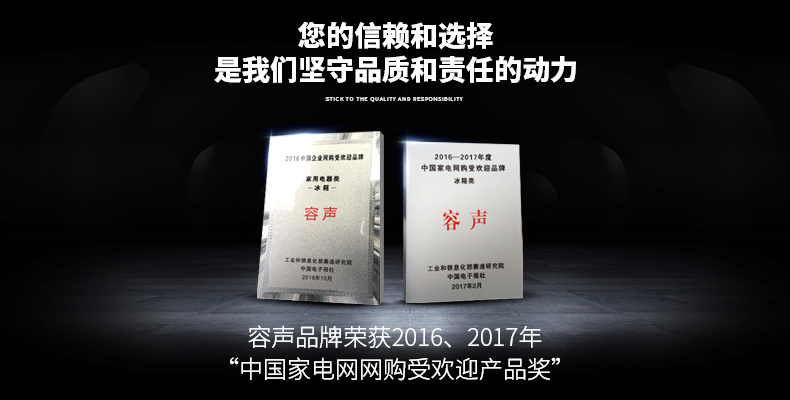 您的信赖和选择
是我们坚守品质和责任的动力
STICK TO THE QUALITY AND RESPONSIBILITY
2016中国企业网购受欢迎品牌
家用电器类
—冰箱—
容声
工业和信息化部赛迪研究院
中国电子报社
2016年10月
2016—2017年度
中国家电网购受欢迎品牌
冰箱类
容声
工业和信息化部赛迪研究院
中国电子报社
2017年2月
容声品牌荣获2016、2017年
“中国家电网网购受欢迎产品奖”